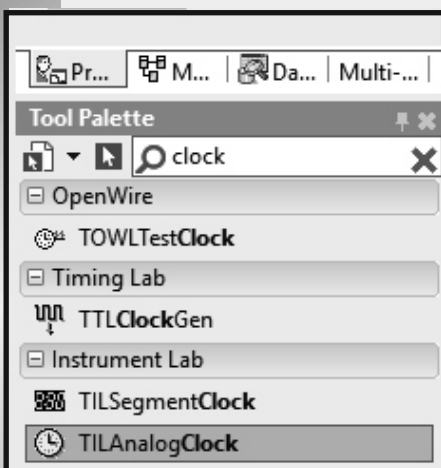 Pr... M... Da... Multi-...
Tool Palette
clock
OpenWire
TOWLTestClock
Timing Lab
TTLClockGen
Instrument Lab
TILSegmentClock
TILAnalogClock